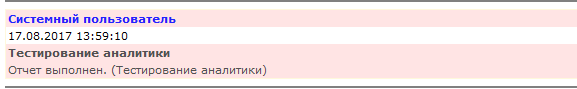 Системный пользователь
17.08.2017 13:59:10
Тестирование аналитики
Отчет выполнен. (Тестирование аналитики)